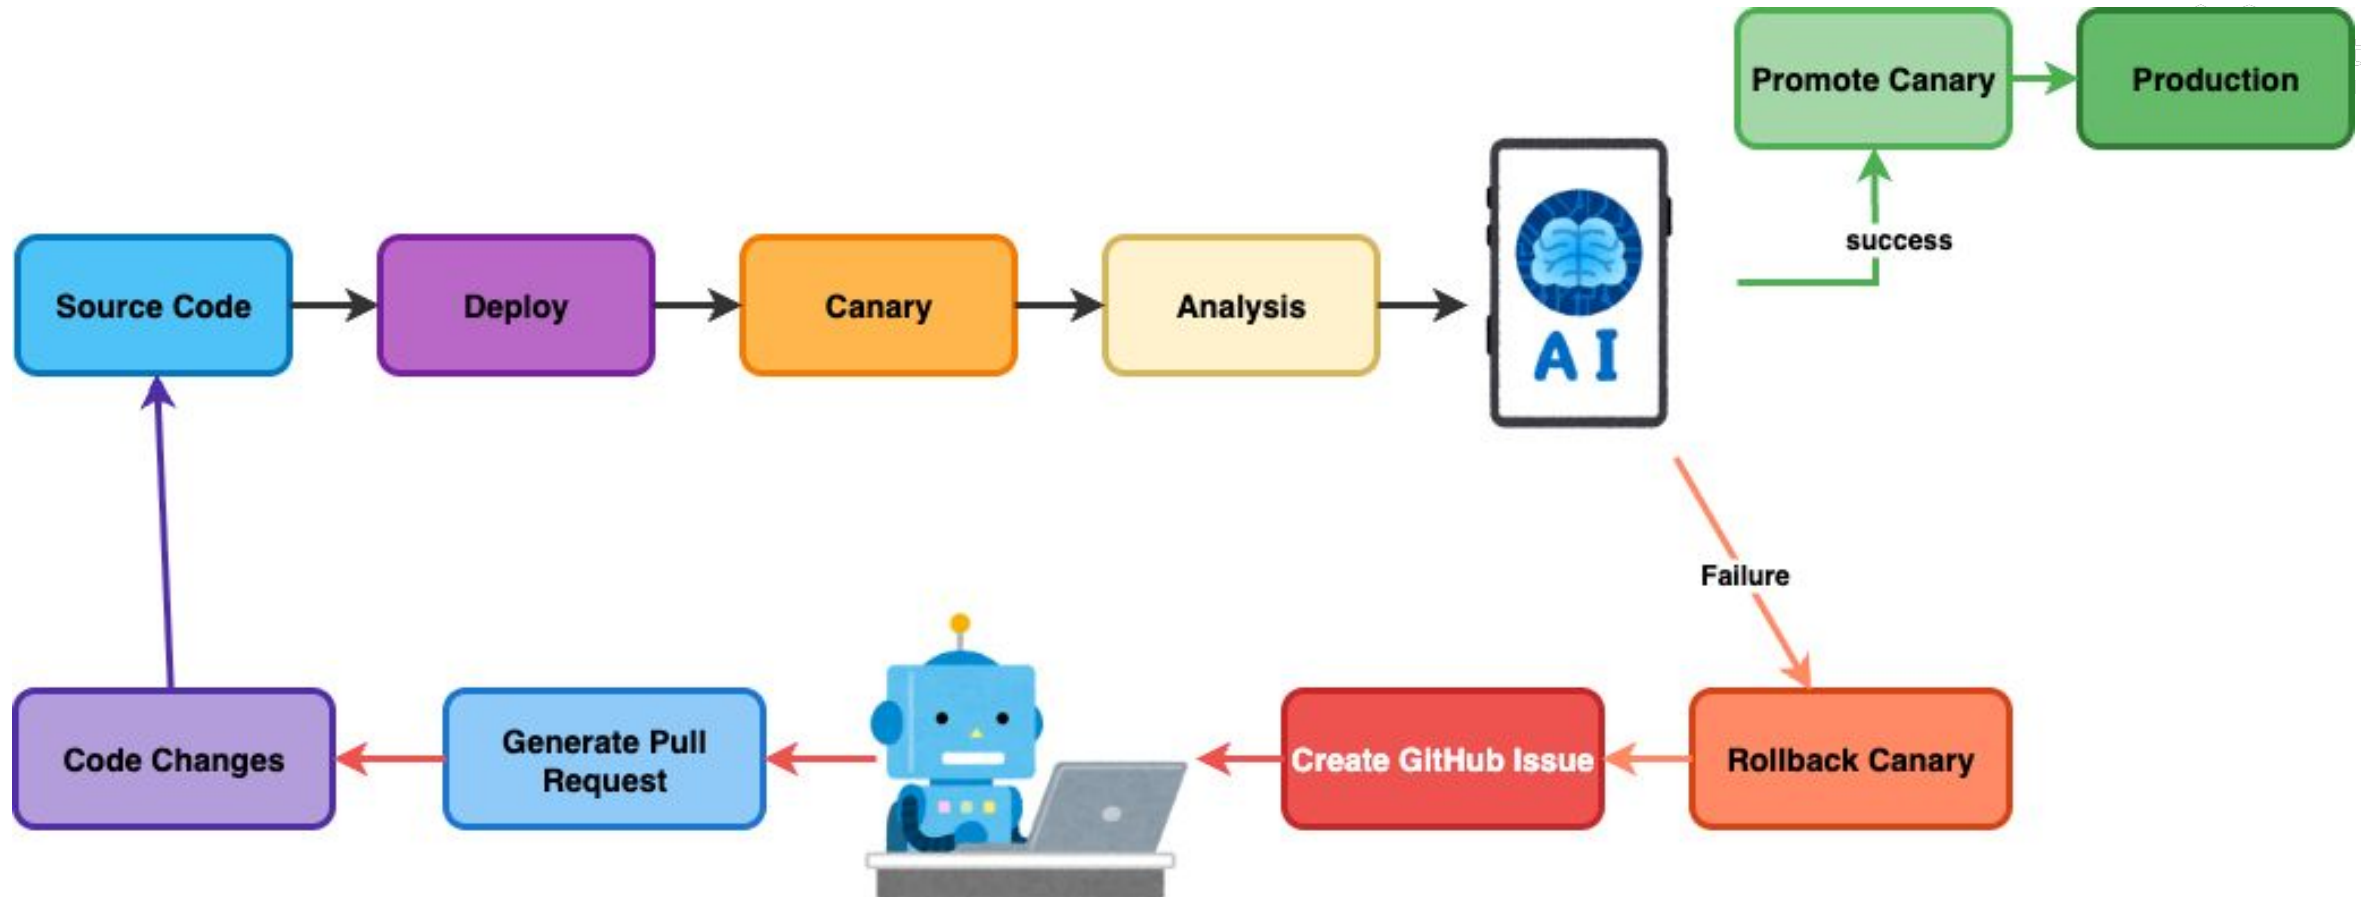 Promote Canary
Production
success
Source Code
Deploy
Canary
Analysis
AI
Failure
Code Changes
Generate Pull
Request
Create GitHub Issue
Rollback Canary